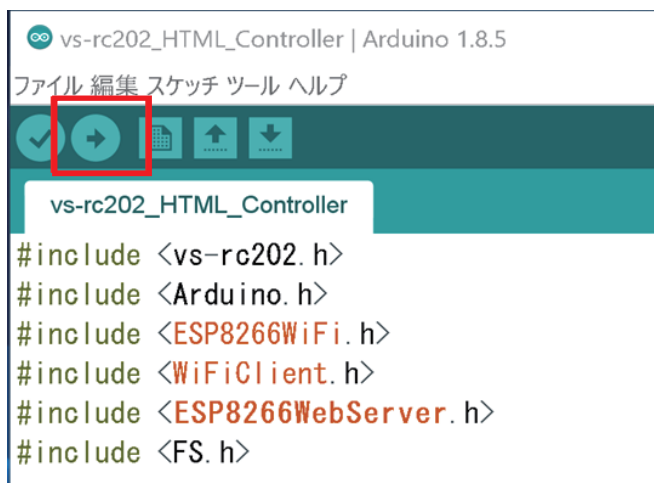 vs-rc202_HTML_Controller | Arduino 1.8.5
ファイル 編集 スケッチ ツール ヘルプ
vs-rc202_HTML_Controller
#include <vs-rc202.h>
#include <Arduino.h>
#include <ESP8266WiFi.h>
#include <WiFiClient.h>
#include <ESP8266WebServer.h>
#include <FS.h>